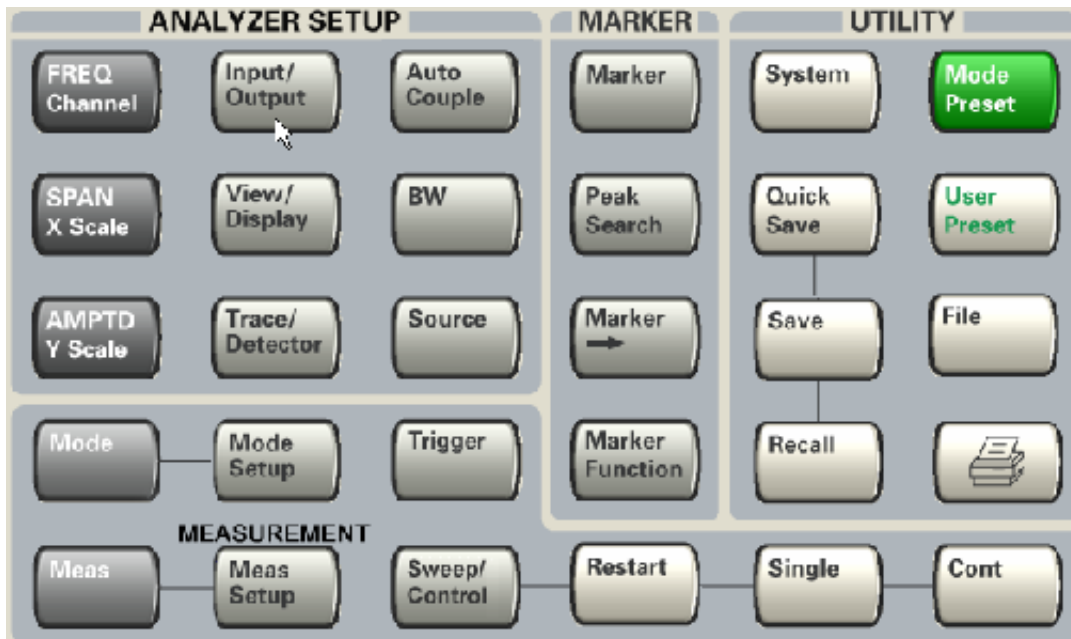 ANALYZER SETUP
MARKER
UTILITY
FREQ
Channel
Input/
Output
Auto
Couple
Marker
System
Mode
Preset
SPAN
X Scale
View/
Display
BW
Peak
Search
Quick
Save
User
Preset
AMPTD
Y Scale
Trace/
Detector
Source
Marker
→
Save
File
Mode
Mode
Setup
Trigger
Marker
Function
Recall
MEASUREMENT
Meas
Meas
Setup
Sweep/
Control
Restart
Single
Cont